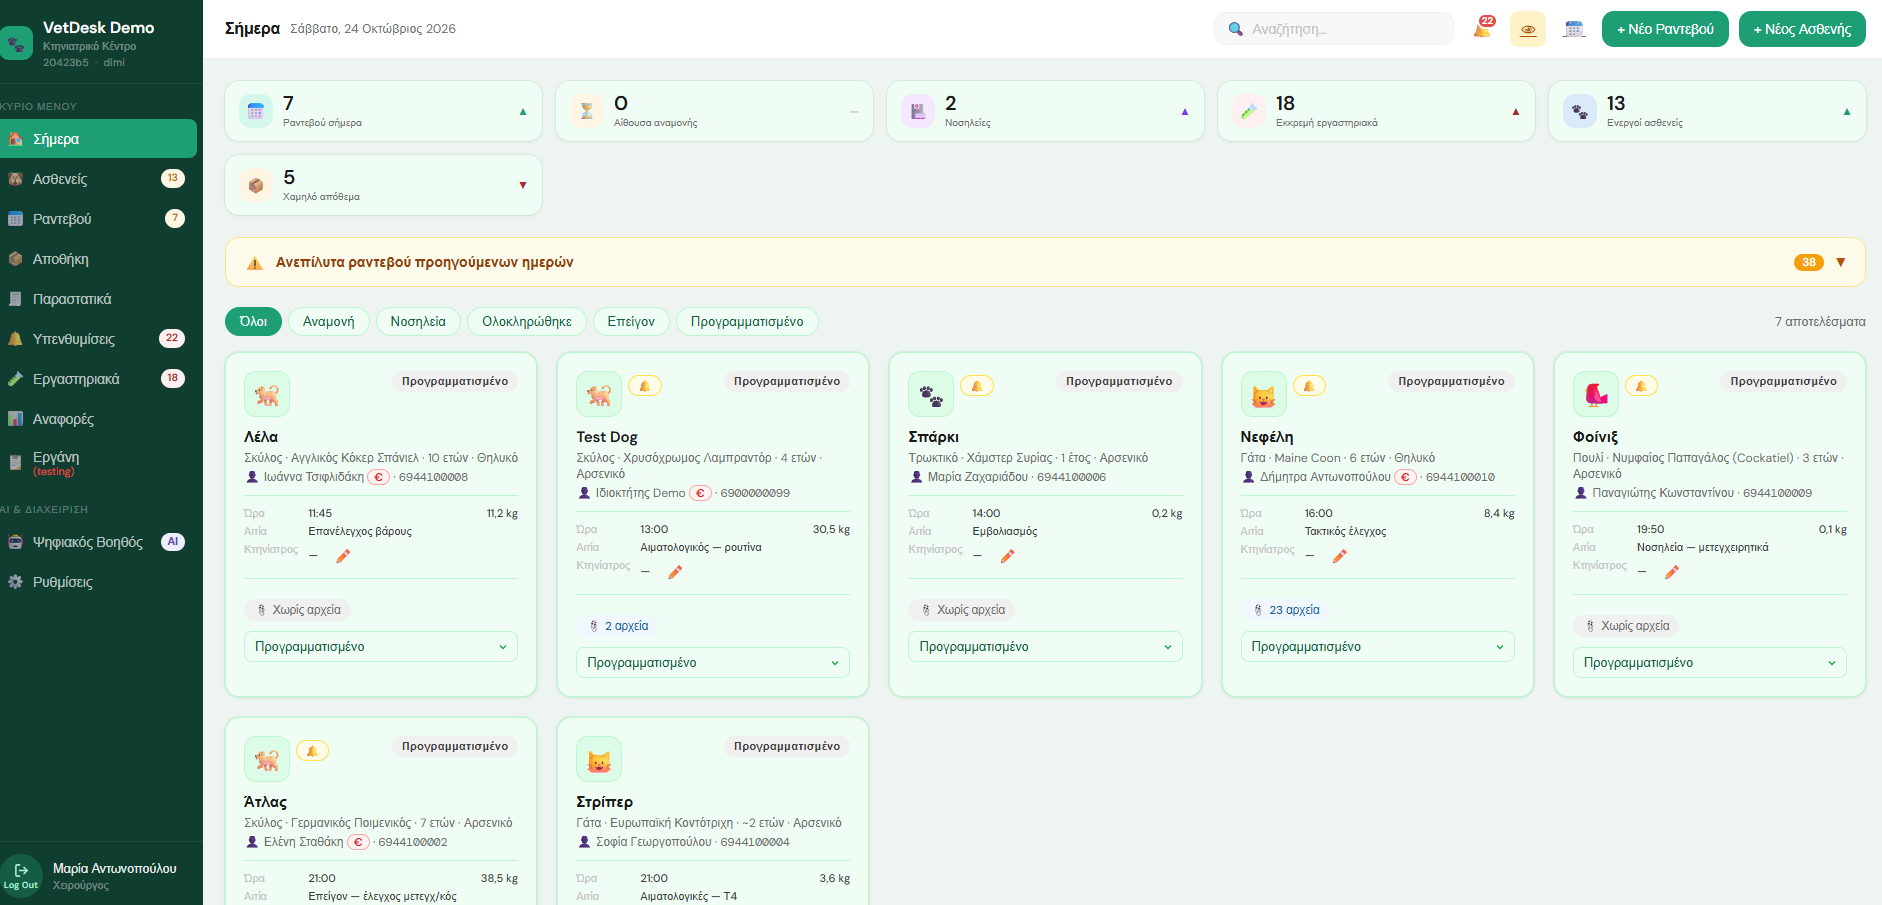 VetDesk Demo
Κτηνιατρικό Κέντρο
20423b5 · dimi
ΚΥΡΙΟ ΜΕΝΟΥ
Σήμερα
Ασθενείς 13
Ραντεβού 7
Αποθήκη
Παραστατικά
Υπενθυμίσεις 22
Εργαστηριακά 18
Αναφορές
Εργάνη
(testing)
AI & ΔΙΑΧΕΙΡΙΣΗ
Ψηφιακός Βοηθός AI
Ρυθμίσεις
Log Out
Μαρία Αντωνοπούλου
Χειρούργος
Σήμερα Σάββατο, 24 Οκτώβριος 2026
Αναζήτηση...
22
+ Νέο Ραντεβού
+ Νέος Ασθενής
7
Ραντεβού σήμερα
0
Αίθουσα αναμονής
–
2
Νοσηλείες
18
Εκκρεμή εργαστηριακά
13
Ενεργοί ασθενείς
5
Χαμηλό απόθεμα
Ανεπίλυτα ραντεβού προηγούμενων ημερών 38
Όλοι Αναμονή Νοσηλεία Ολοκληρώθηκε Επείγον Προγραμματισμένο
7 αποτελέσματα
Προγραμματισμένο
Λέλα
Σκύλος · Αγγλικός Κόκερ Σπάνιελ · 10 ετών · Θηλυκό
Ιωάννα Τσιφλιδάκη € · 6944100008
Ώρα 11:45 11,2 kg
Αιτία Επανέλεγχος βάρους
Κτηνίατρος —
Χωρίς αρχεία
Προγραμματισμένο
Προγραμματισμένο
Test Dog
Σκύλος · Χρυσόχρωμος Λαμπραντόρ · 4 ετών ·
Αρσενικό
Ιδιοκτήτης Demo € · 6900000099
Ώρα 13:00 30,5 kg
Αιτία Αιματολογικός — ρουτίνα
Κτηνίατρος —
2 αρχεία
Προγραμματισμένο
Προγραμματισμένο
Σπάρκι
Τρωκτικό · Χάμστερ Συρίας · 1 έτος · Αρσενικό
Μαρία Ζαχαριάδου · 6944100006
Ώρα 14:00 0,2 kg
Αιτία Εμβολιασμός
Κτηνίατρος —
Χωρίς αρχεία
Προγραμματισμένο
Προγραμματισμένο
Νεφέλη
Γάτα · Maine Coon · 6 ετών · Θηλυκό
Δήμητρα Αντωνοπούλου € · 6944100010
Ώρα 16:00 8,4 kg
Αιτία Τακτικός έλεγχος
Κτηνίατρος —
23 αρχεία
Προγραμματισμένο
Προγραμματισμένο
Φοίνιξ
Πουλί · Νυμφαίος Παπαγάλος (Cockatiel) · 3 ετών ·
Αρσενικό
Παναγιώτης Κωνσταντίνου · 6944100009
Ώρα 19:50 0,1 kg
Αιτία Νοσηλεία — μετεγχειρητικά
Κτηνίατρος —
Χωρίς αρχεία
Προγραμματισμένο
Προγραμματισμένο
Άτλας
Σκύλος · Γερμανικός Ποιμενικός · 7 ετών · Αρσενικό
Ελένη Σταθάκη € · 6944100002
Ώρα 21:00 38,5 kg
Αιτία Επείγον — έλεγχος μετεγχ/κός
Προγραμματισμένο
Στρίπερ
Γάτα · Ευρωπαϊκή Κοντότριχη · ~2 ετών · Αρσενικό
Σοφία Γεωργοπούλου · 6944100004
Ώρα 21:00 3,6 kg
Αιτία Αιματολογικές — T4